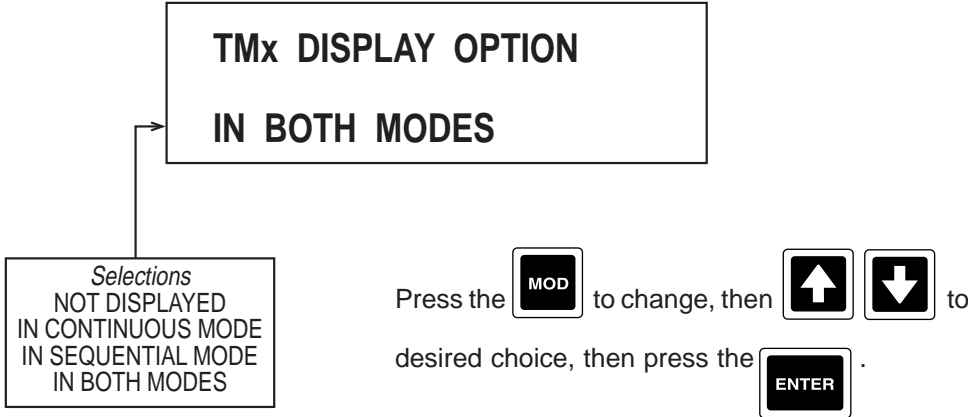 TMx DISPLAY OPTION
IN BOTH MODES
Selections
NOT DISPLAYED
IN CONTINUOUS MODE
IN SEQUENTIAL MODE
IN BOTH MODES
Press the MOD to change, then to
desired choice, then press the ENTER .